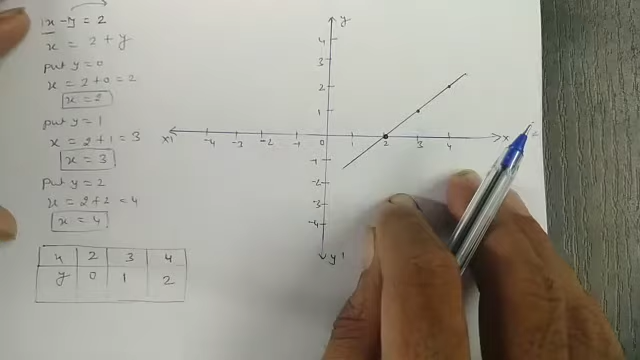 x - y = 2
x = 2 + y
put y = 0
x = 2 + 0 = 2
x = 2
put y = 1
x = 2 + 1 = 3
x = 3
put y = 2
x = 2 + 2 = 4
x = 4
x 2 3 4
y 0 1 2
y
4
3
2
1
x' -4 -3 -2 -1 0 1 2 3 4 x
-1
-2
-3
-4
y'